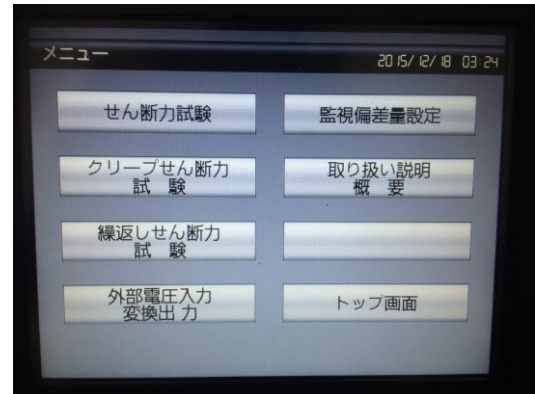 メニュー
2015/12/18 03:24
せん断力試験
監視偏差量設定
クリープせん断力
試 験
取り扱い説明
概 要
繰返しせん断力
試 験
外部電圧入力
変換出力
トップ画面